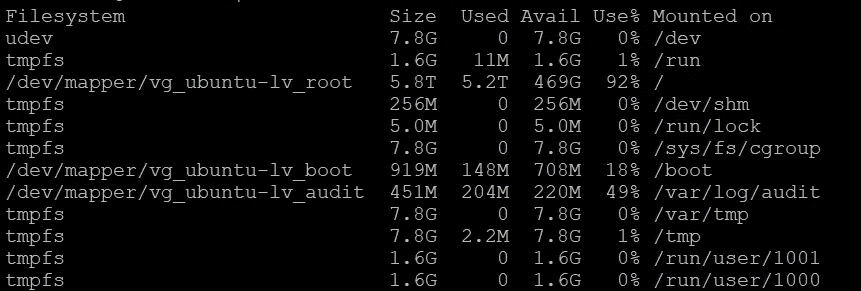 Filesystem Size Used Avail Use% Mounted on
udev 7.8G 0 7.8G 0% /dev
tmpfs 1.6G 11M 1.6G 1% /run
/dev/mapper/vg_ubuntu-lv_root 5.8T 5.2T 469G 92% /
tmpfs 256M 0 256M 0% /dev/shm
tmpfs 5.0M 0 5.0M 0% /run/lock
tmpfs 7.8G 0 7.8G 0% /sys/fs/cgroup
/dev/mapper/vg_ubuntu-lv_boot 919M 148M 708M 18% /boot
/dev/mapper/vg_ubuntu-lv_audit 451M 204M 220M 49% /var/log/audit
tmpfs 7.8G 0 7.8G 0% /var/tmp
tmpfs 7.8G 2.2M 7.8G 1% /tmp
tmpfs 1.6G 0 1.6G 0% /run/user/1001
tmpfs 1.6G 0 1.6G 0% /run/user/1000